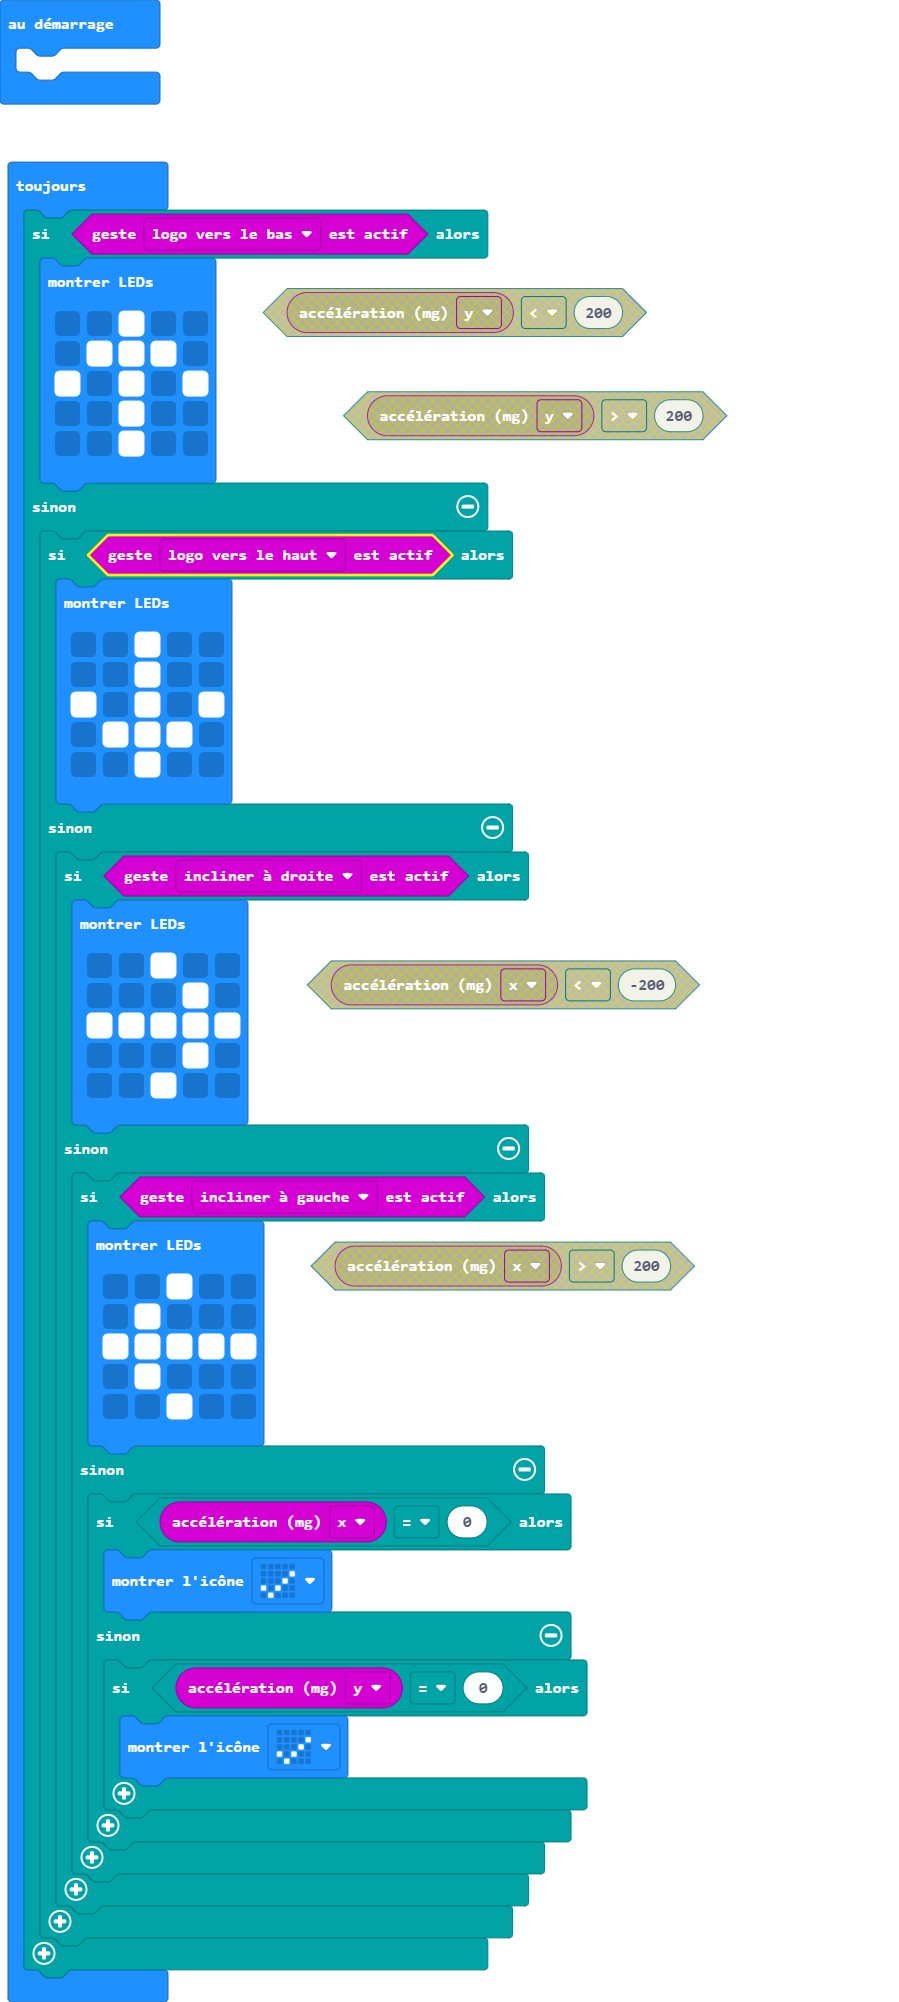 au démarrage
toujours
si geste logo vers le bas est actif alors
montrer LEDs
accélération (mg) y < 200
accélération (mg) y > 200
sinon
si geste logo vers le haut est actif alors
montrer LEDs
sinon
si geste incliner à droite est actif alors
montrer LEDs
accélération (mg) x < -200
sinon
si geste incliner à gauche est actif alors
montrer LEDs
accélération (mg) x > 200
sinon
si accélération (mg) x = 0 alors
montrer l'icône
sinon
si accélération (mg) y = 0 alors
montrer l'icône